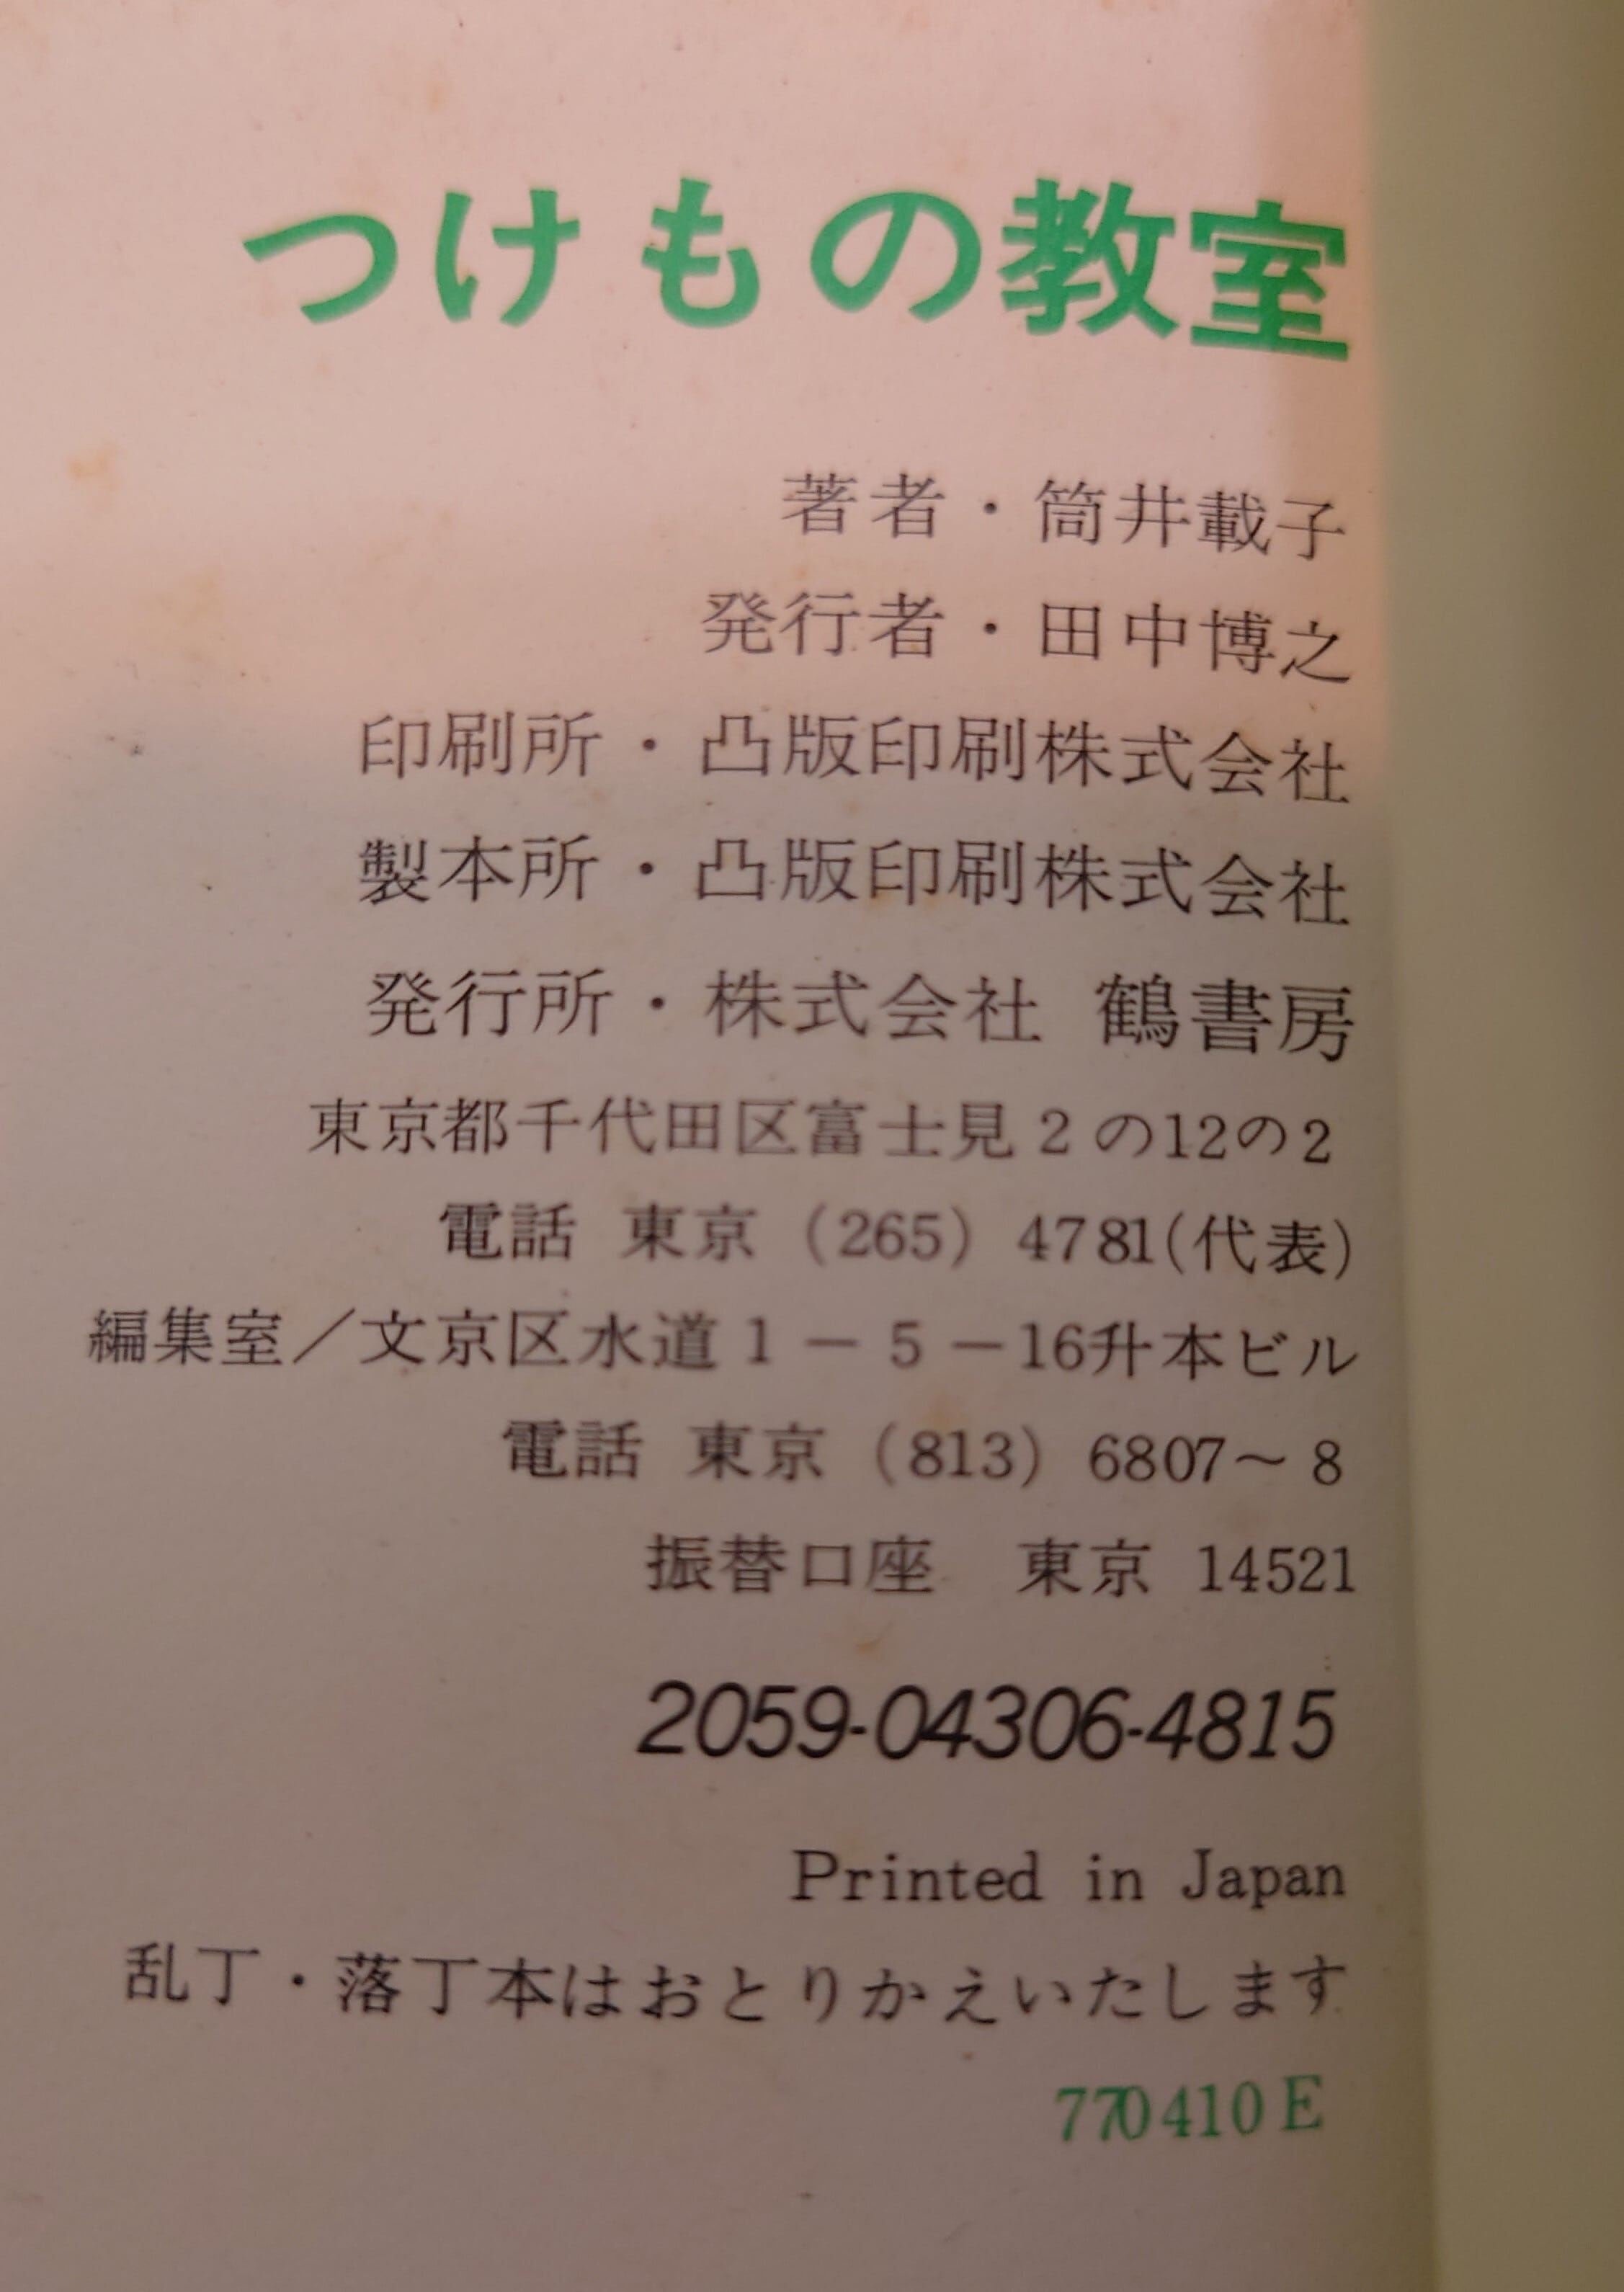 つけもの教室
著者・筒井載子
発行者・田中博之
印刷所・凸版印刷株式会社
製本所・凸版印刷株式会社
発行所・株式会社 鶴書房
東京都千代田区富士見2の12の2
電話 東京 (265) 4781(代表)
編集室/文京区水道1-5-16升本ビル
電話 東京 (813) 6807~8
振替口座 東京 14521
2059-04306-4815
Printed in Japan
乱丁・落丁本はおとりかえいたします
770410E